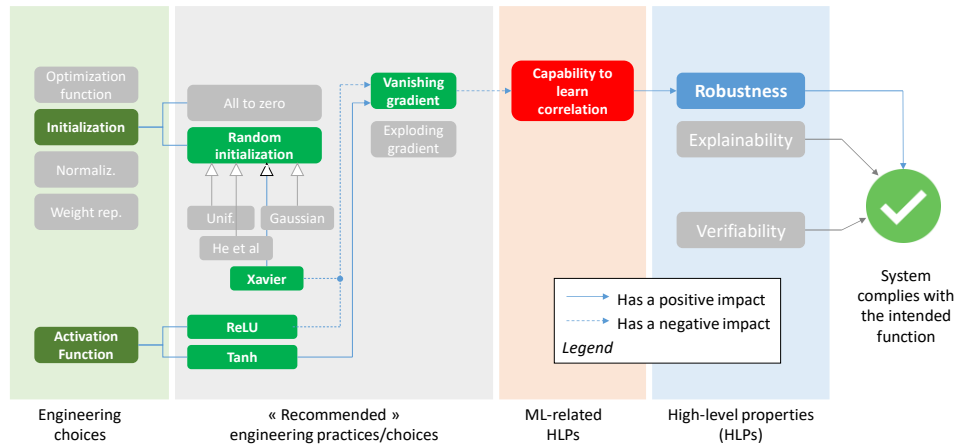 Optimization
function
Initialization
Normaliz.
Weight rep.
Activation
Function
All to zero
Random
initialization
Unif.
Gaussian
He et al
Xavier
ReLU
Tanh
Vanishing
gradient
Exploding
gradient
Capability to
learn
correlation
Robustness
Explainability
Verifiability
System
complies with
the intended
function
Has a positive impact
Has a negative impact
Legend
Engineering
choices
« Recommended »
engineering practices/choices
ML-related
HLPs
High-level properties
(HLPs)